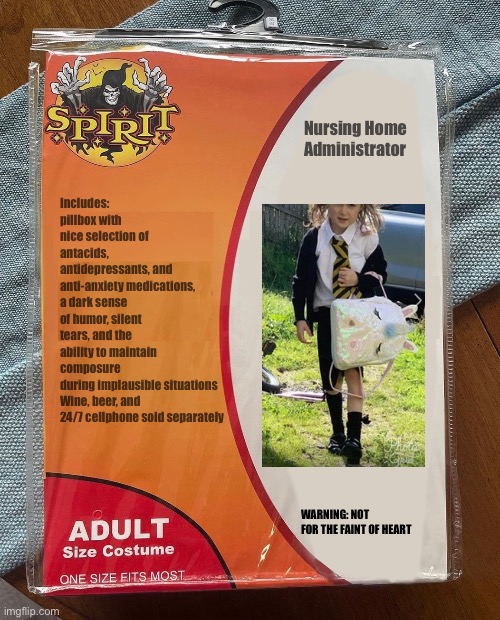 SPIRIT
Nursing Home
Administrator
Includes:
pillbox with
nice selection of
antacids,
antidepressants, and
anti-anxiety medications,
a dark sense
of humor, silent
tears, and the
ability to maintain
composure
during implausible situations
Wine, beer, and
24/7 cellphone sold separately
WARNING: NOT
FOR THE FAINT OF HEART
ADULT
Size Costume
ONE SIZE FITS MOST
imgflip.com